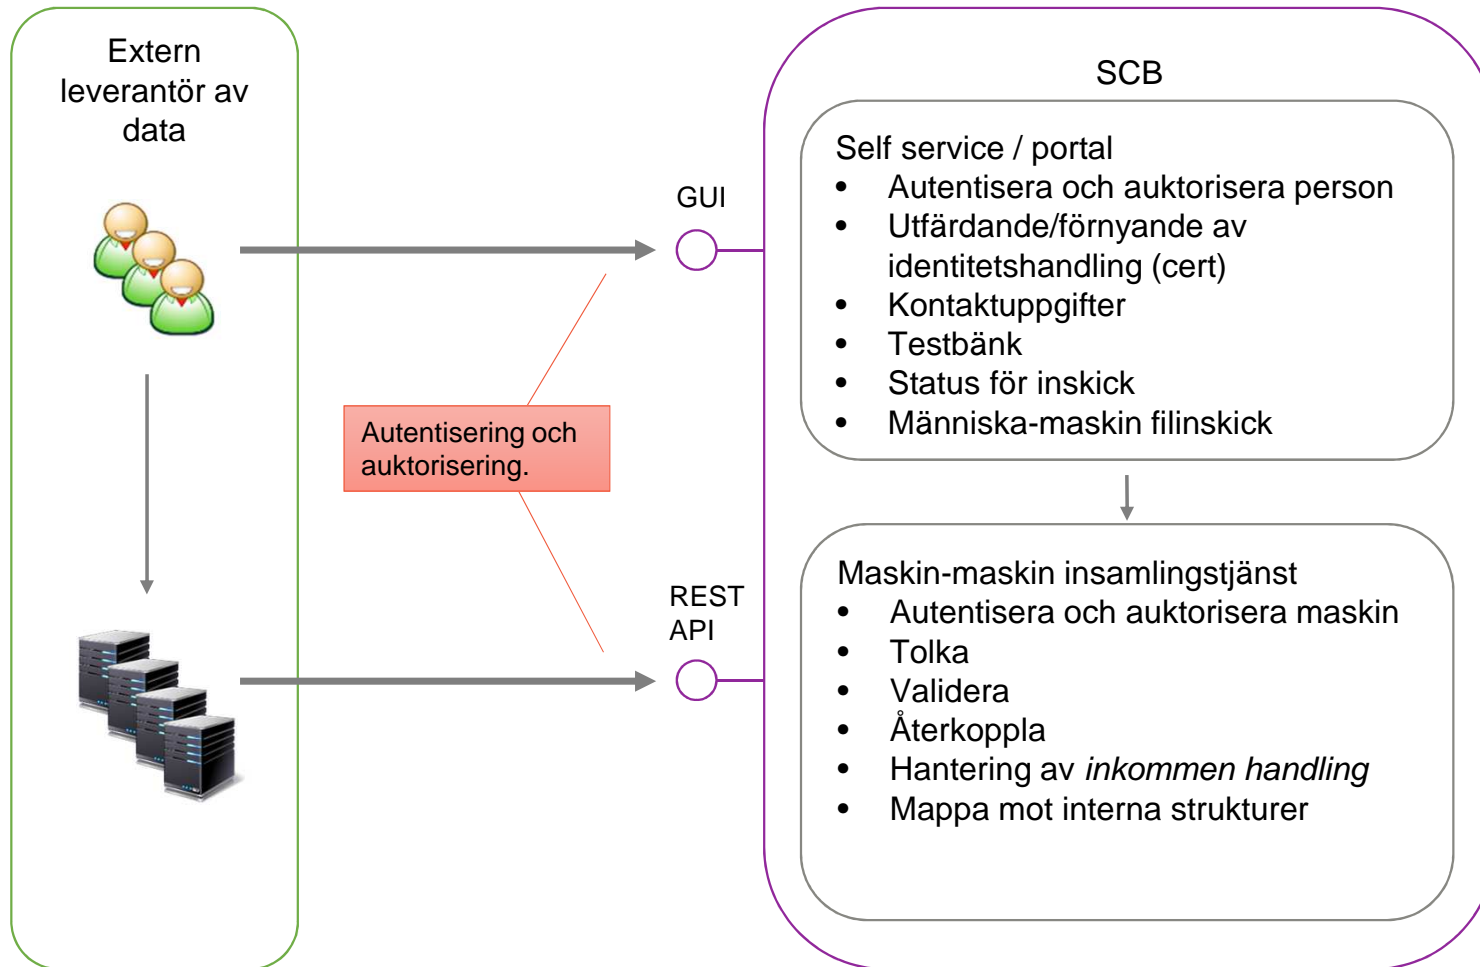 Extern
leverantör av
data
GUI
Autentisering och
auktorisering.
REST
API
SCB
Self service / portal
• Autentisera och auktorisera person
• Utfärdande/förnyande av
identitetshandling (cert)
• Kontaktuppgifter
• Testbänk
• Status för inskick
• Människa-maskin filinskick
Maskin-maskin insamlingstjänst
• Autentisera och auktorisera maskin
• Tolka
• Validera
• Återkoppla
• Hantering av inkommen handling
• Mappa mot interna strukturer